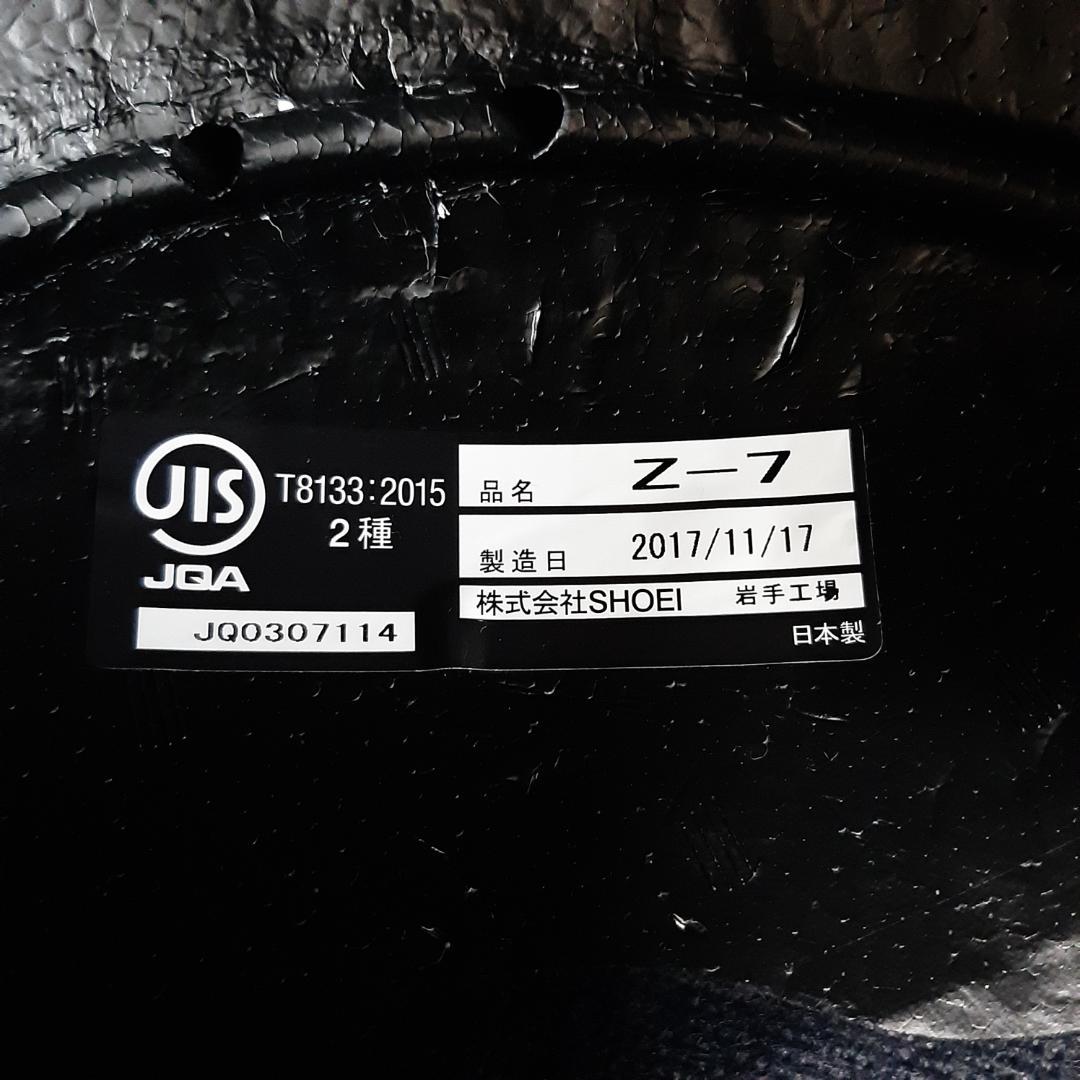 JIS
JQA
T8133:2015
2種
JQ0307114
品名 Z-7
製造日 2017/11/17
株式会社SHOEI 岩手工場
日本製